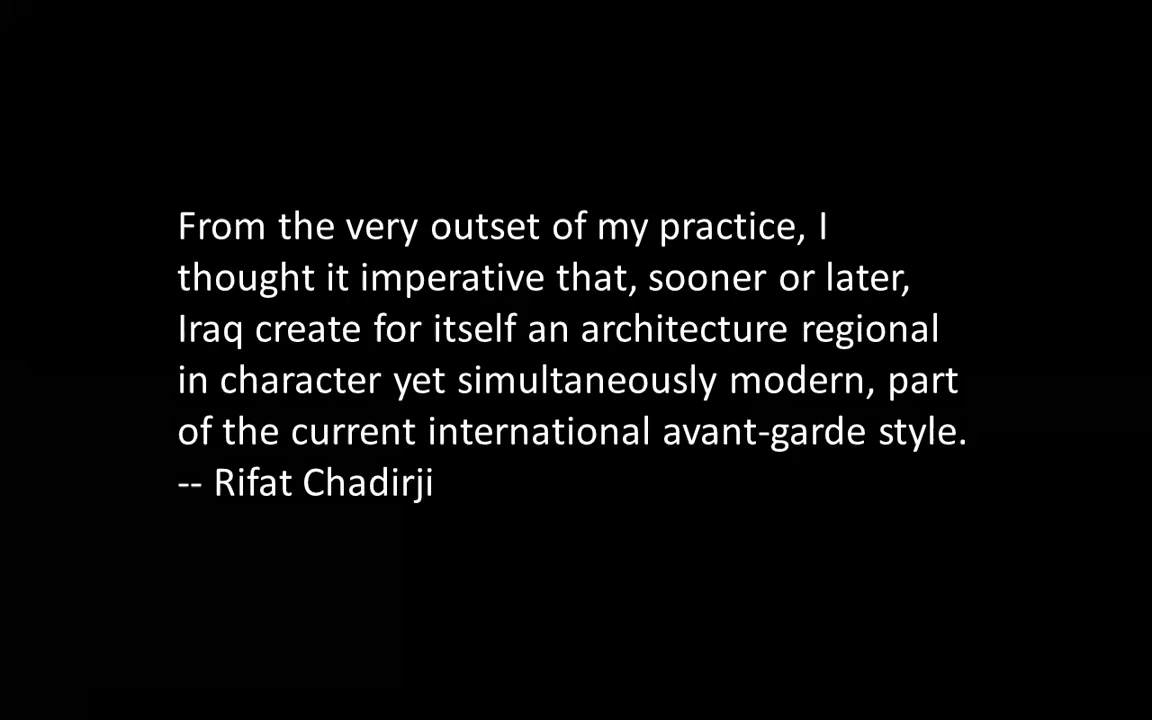 From the very outset of my practice, I
thought it imperative that, sooner or later,
Iraq create for itself an architecture regional
in character yet simultaneously modern, part
of the current international avant-garde style.
-- Rifat Chadirji